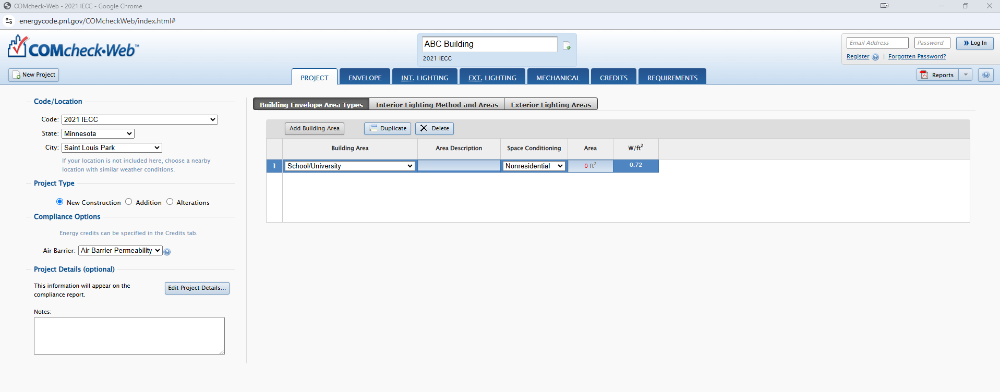 COMcheck-Web - 2021 IECC - Google Chrome
energycode.pnl.gov/COMcheckWeb/index.html#
COMcheck-Web™
ABC Building
2021 IECC
Email Address Password Log In
Register | Forgotten Password?
New Project
PROJECT ENVELOPE INT. LIGHTING EXT. LIGHTING MECHANICAL CREDITS REQUIREMENTS
Reports
Code/Location
Code: 2021 IECC
State: Minnesota
City: Saint Louis Park
If your location is not included here, choose a nearby
location with similar weather conditions.
Project Type
New Construction Addition Alterations
Compliance Options
Energy credits can be specified in the Credits tab.
Air Barrier: Air Barrier Permeability
Project Details (optional)
This information will appear on the
compliance report.
Edit Project Details...
Notes:
Building Envelope Area Types Interior Lighting Method and Areas Exterior Lighting Areas
Add Building Area Duplicate Delete
Building Area Area Description Space Conditioning Area W/ft²
1 School/University Nonresidential 0 ft² 0.72